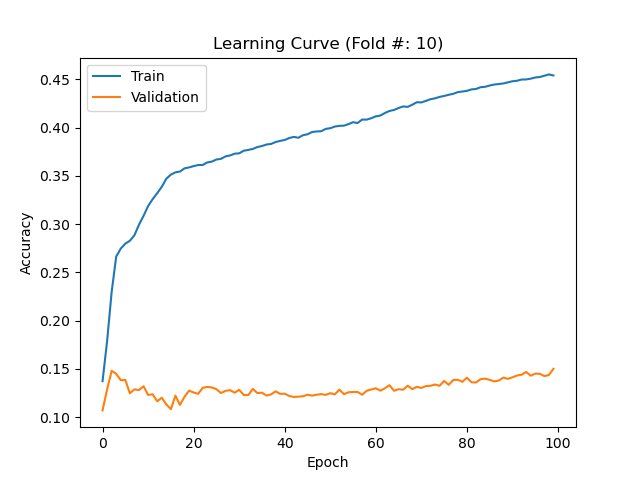 Learning Curve (Fold #: 10)
Train
Validation
Accuracy
0.45
0.40
0.35
0.30
0.25
0.20
0.15
0.10
0 20 40 60 80 100
Epoch